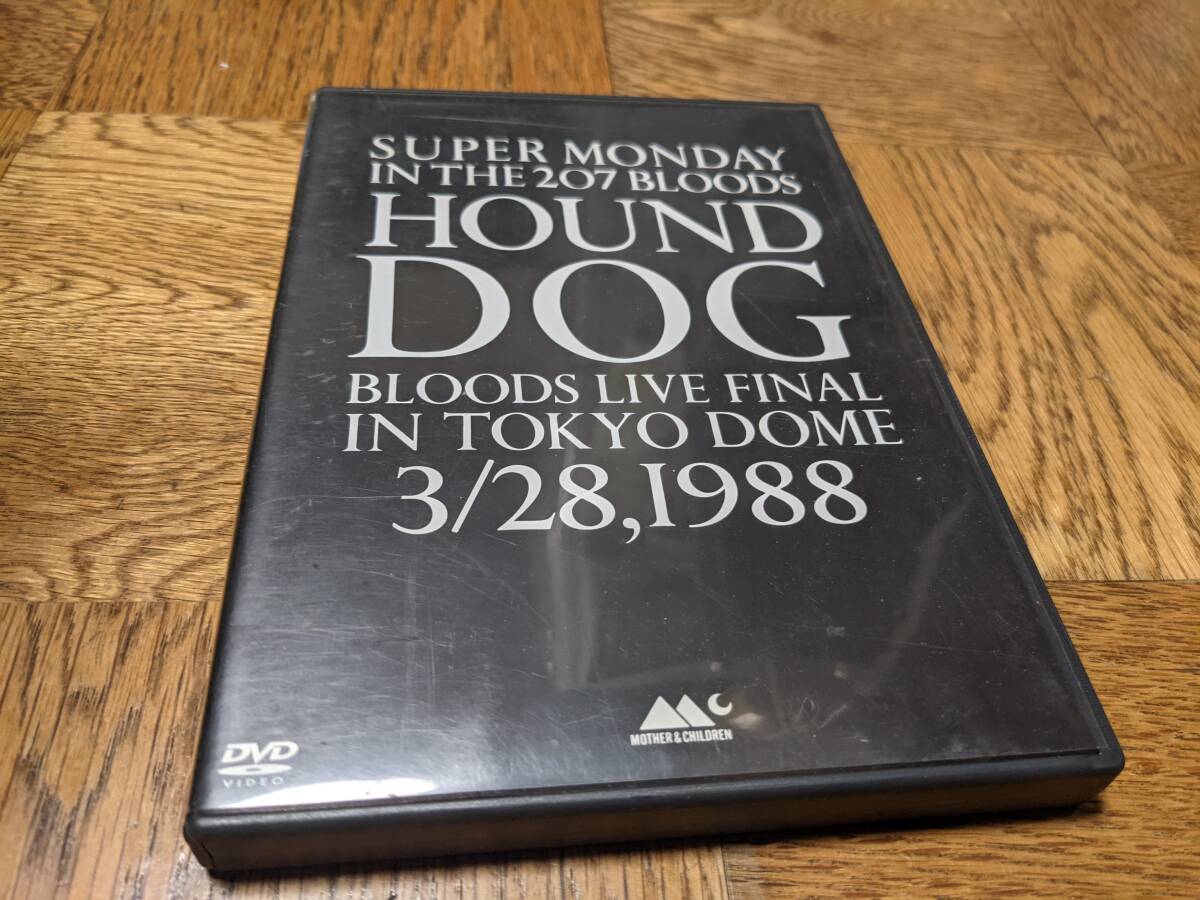 SUPER MONDAY
IN THE 207 BLOODS
HOUND
DOG
BLOODS LIVE FINAL
IN TOKYO DOME
3/28,1988
MOTHER & CHILDREN
DVD
VIDEO